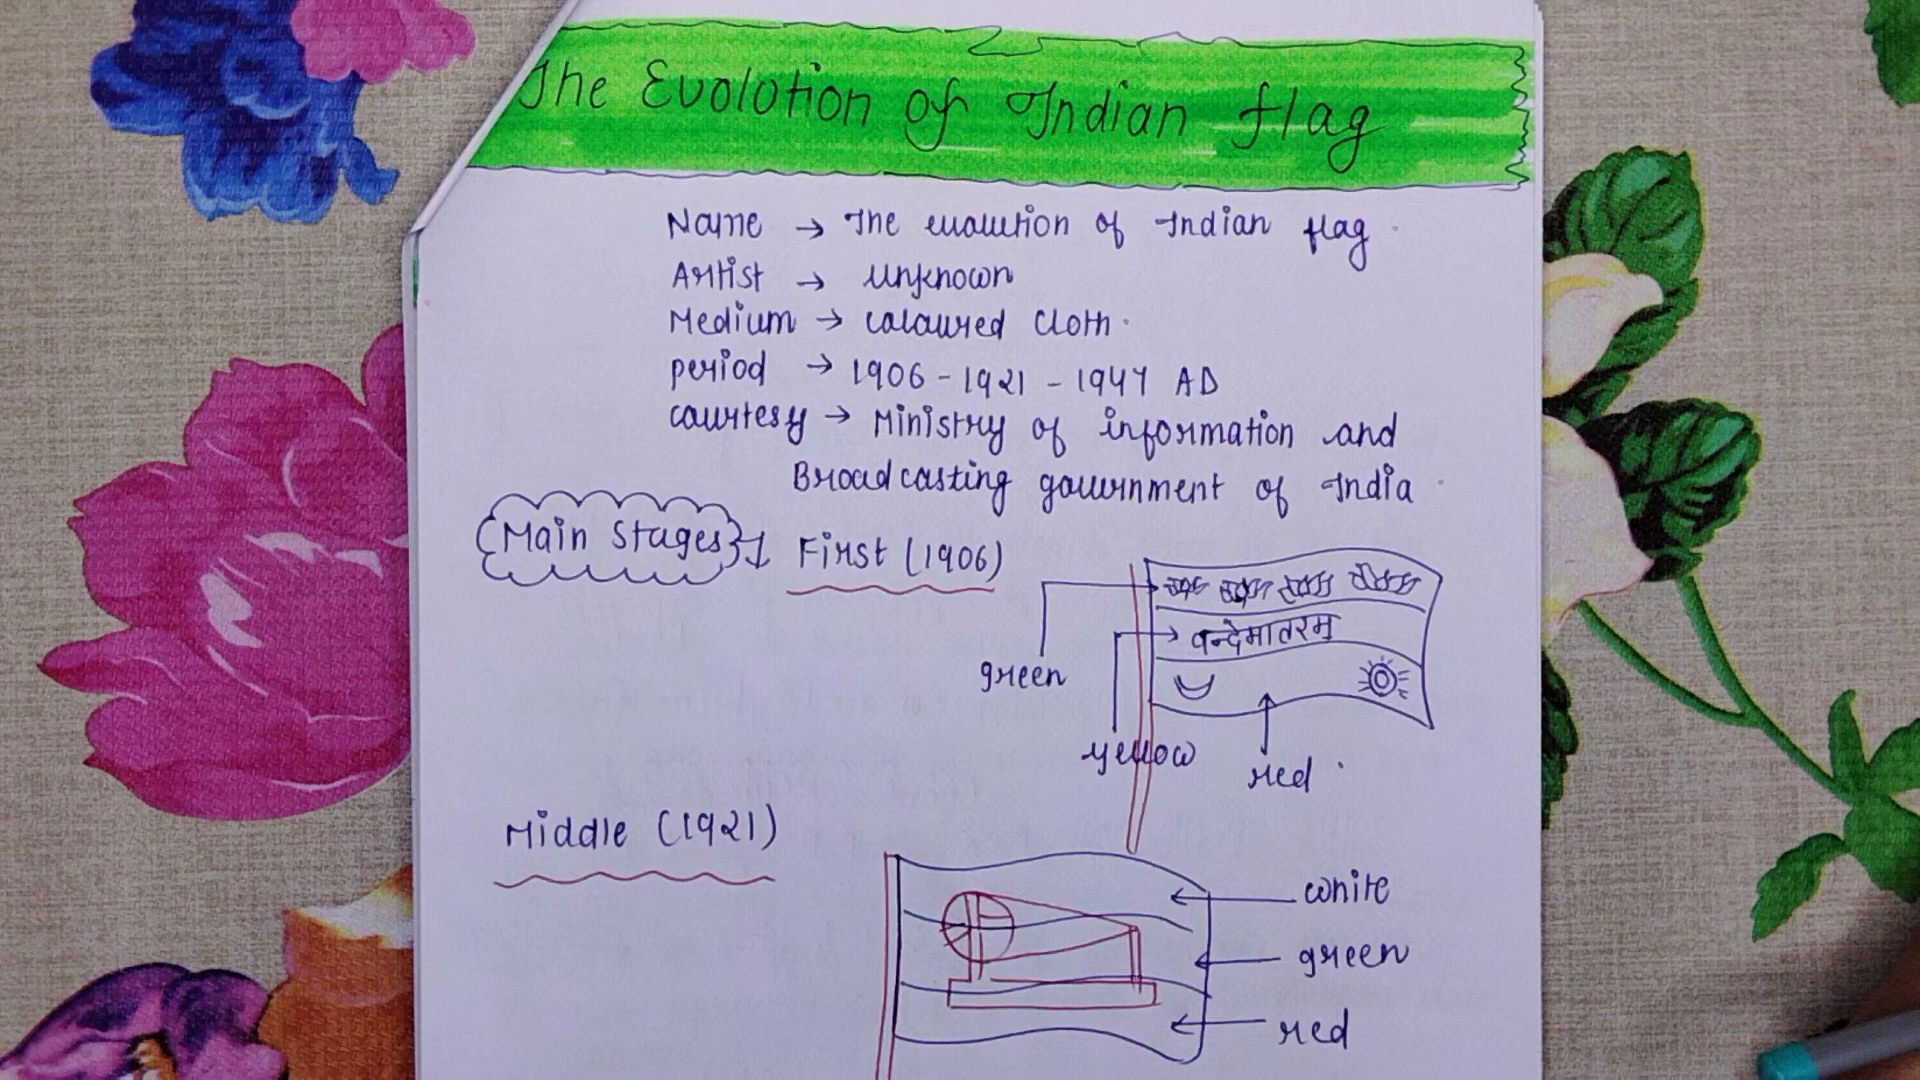 The Evolotion of Indian flag
Name → The evolution of Indian flag.
Artist → unknown
Medium → coloured cloth.
period → 1906 - 1921 - 1947 AD
courtesy → Ministry of information and
Broadcasting government of India.
Main Stages
First (1906)
वन्देमातरम्
green
yellow
red.
Middle (1921)
white
green
red